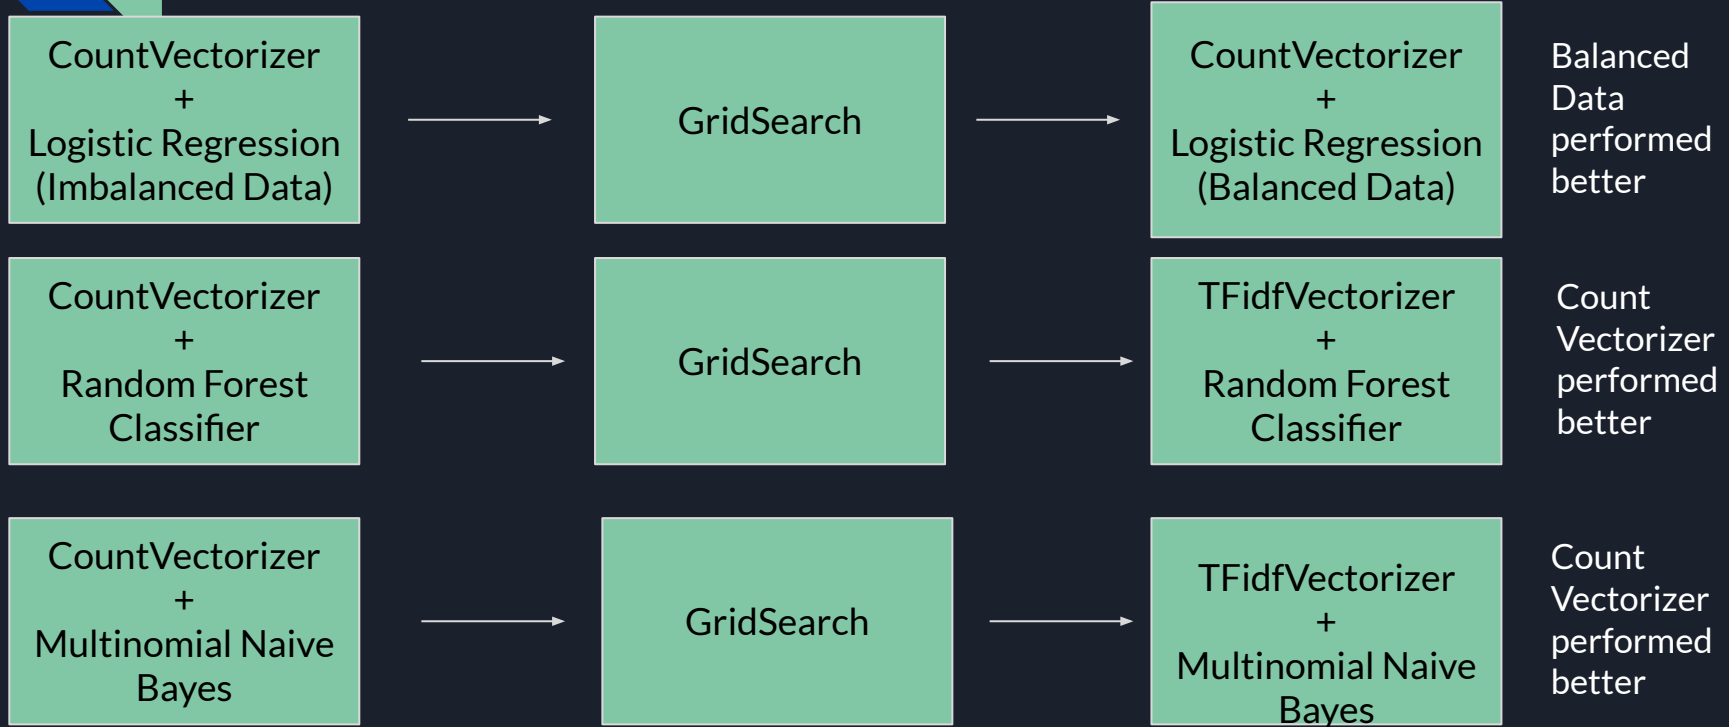 CountVectorizer
+
Logistic Regression
(Imbalanced Data)
GridSearch
CountVectorizer
+
Logistic Regression
(Balanced Data)
Balanced
Data
performed
better
CountVectorizer
+
Random Forest
Classifier
GridSearch
TFidfVectorizer
+
Random Forest
Classifier
Count
Vectorizer
performed
better
CountVectorizer
+
Multinomial Naive
Bayes
GridSearch
TFidfVectorizer
+
Multinomial Naive
Bayes
Count
Vectorizer
performed
better